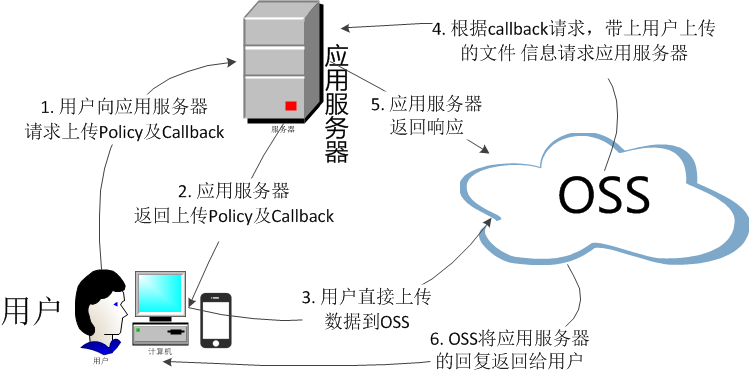 4. 根据callback请求，带上用户上传
的文件 信息请求应用服务器
应用服务器
服务器
1. 用户向应用服务器
请求上传Policy及Callback
5. 应用服务器
返回响应
2. 应用服务器
返回上传Policy及Callback
OSS
用户
用户
计算机
3. 用户直接上传
数据到OSS
6. OSS将应用服务器
的回复返回给用户